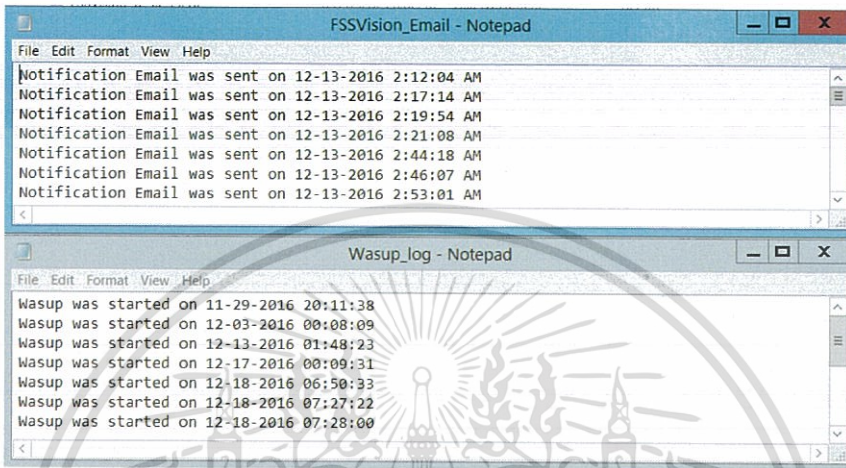 FSSVision_Email - Notepad
File Edit Format View Help
Notification Email was sent on 12-13-2016 2:12:04 AM
Notification Email was sent on 12-13-2016 2:17:14 AM
Notification Email was sent on 12-13-2016 2:19:54 AM
Notification Email was sent on 12-13-2016 2:21:08 AM
Notification Email was sent on 12-13-2016 2:44:18 AM
Notification Email was sent on 12-13-2016 2:46:07 AM
Notification Email was sent on 12-13-2016 2:53:01 AM
Wasup_log - Notepad
File Edit Format View Help
Wasup was started on 11-29-2016 20:11:38
Wasup was started on 12-03-2016 00:08:09
Wasup was started on 12-13-2016 01:48:23
Wasup was started on 12-17-2016 00:09:31
Wasup was started on 12-18-2016 06:50:33
Wasup was started on 12-18-2016 07:27:22
Wasup was started on 12-18-2016 07:28:00